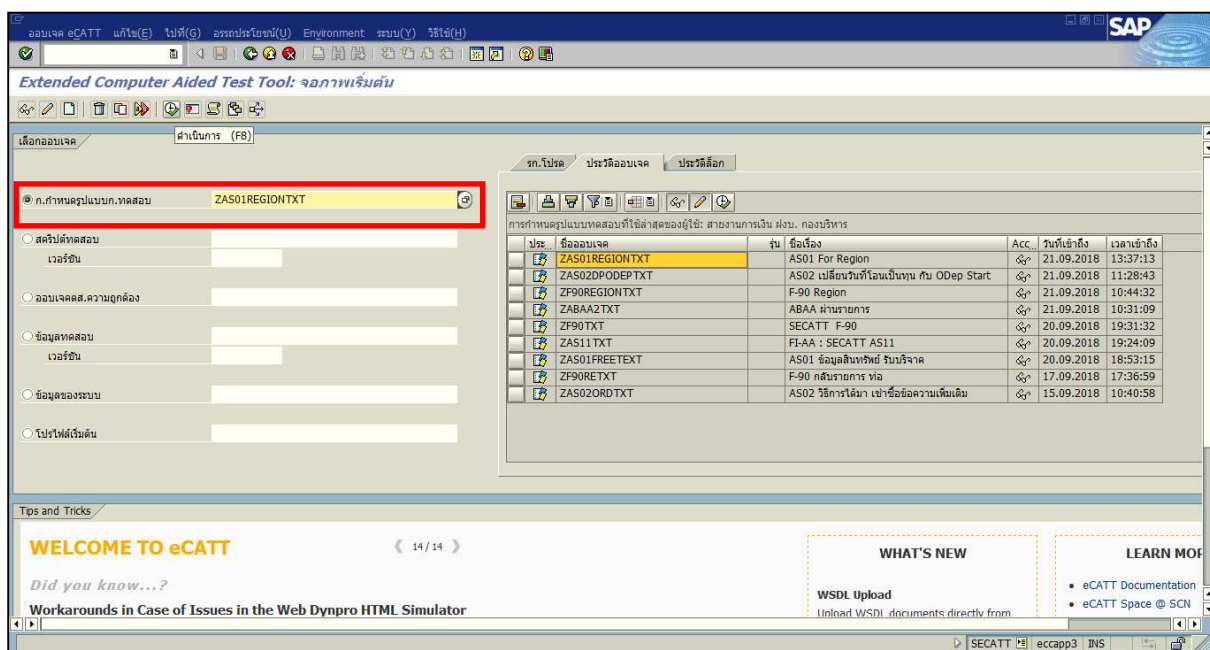 ออบเจค eCATT แก้ไข(E) ไปที่(G) อรรถประโยชน์(U) Environment ระบบ(Y) วิธีใช้(H)
SAP
Extended Computer Aided Test Tool: จอภาพเริ่มต้น
ดำเนินการ (F8)
เลือกออบเจค
รก.โปรด ประวัติออบเจค ประวัติล็อก
ก.กำหนดรูปแบบก.ทดสอบ ZAS01REGIONTXT
สคริปต์ทดสอบ
เวอร์ชัน
ออบเจคตส.ความถูกต้อง
ข้อมูลทดสอบ
เวอร์ชัน
ข้อมูลของระบบ
โปรไฟล์เริ่มต้น
การกำหนดรูปแบบทดสอบที่ใช้ล่าสุดของผู้ใช้: สายงานการเงิน ฝงบ. กองบริหาร
ประ... ชื่อออบเจค รุ่น ชื่อเรื่อง Acc... วันที่เข้าถึง เวลาเข้าถึง
ZAS01REGIONTXT AS01 For Region 21.09.2018 13:37:13
ZAS02DPODEPTXT AS02 เปลี่ยนวันที่โอนเป็นทุน กับ ODep Start 21.09.2018 11:28:43
ZF90REGIONTXT F-90 Region 21.09.2018 10:44:32
ZABAA2TXT ABAA ผ่านรายการ 21.09.2018 10:31:09
ZF90TXT SECATT F-90 20.09.2018 19:31:32
ZAS11TXT FI-AA : SECATT AS11 20.09.2018 19:24:09
ZAS01FREETEXT AS01 ข้อมูลสินทรัพย์ รับบริจาค 20.09.2018 18:53:15
ZF90RETXT F-90 กลับรายการ ท่อ 17.09.2018 17:36:59
ZAS02ORDTXT AS02 วิธีการได้มา เช่าซื้อข้อความเพิ่มเติม 15.09.2018 10:40:58
Tips and Tricks
WELCOME TO eCATT
14/14
Did you know...?
Workarounds in Case of Issues in the Web Dynpro HTML Simulator
WHAT'S NEW
WSDL Upload
Upload WSDL documents directly from
LEARN MOR
eCATT Documentation
eCATT Space @ SCN
SECATT eccapp3 INS